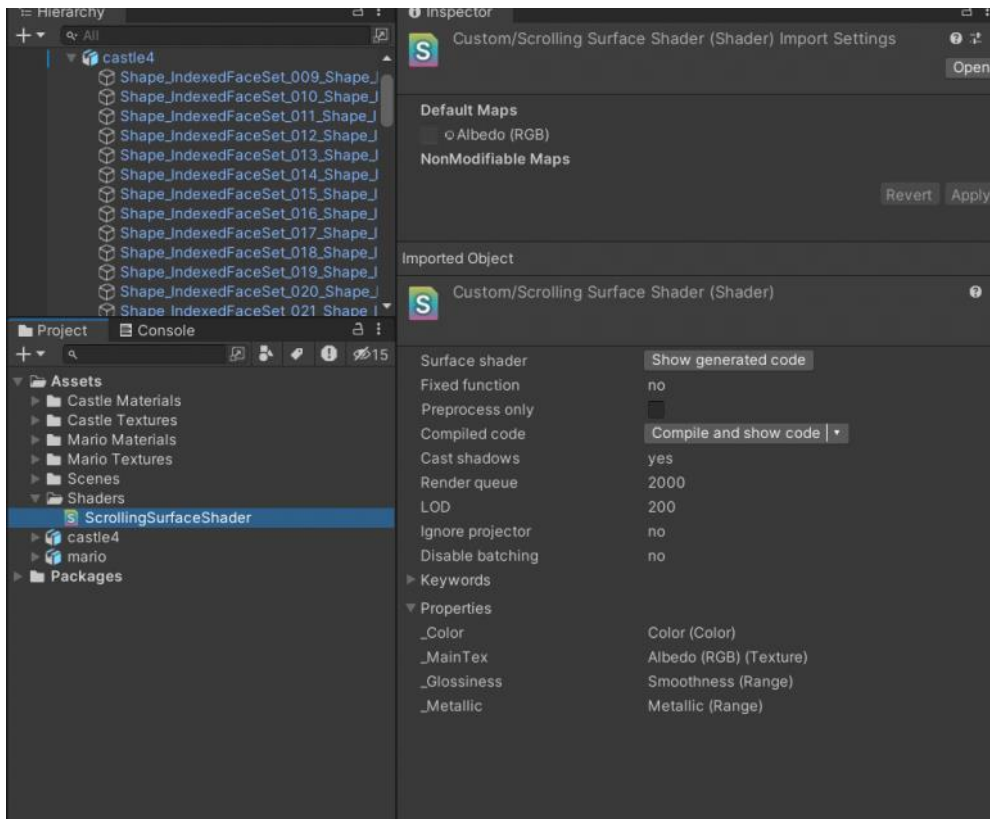 Hierarchy
All
castle4
Shape_IndexedFaceSet_009_Shape_I
Shape_IndexedFaceSet_010_Shape_I
Shape_IndexedFaceSet_011_Shape_I
Shape_IndexedFaceSet_012_Shape_I
Shape_IndexedFaceSet_013_Shape_I
Shape_IndexedFaceSet_014_Shape_I
Shape_IndexedFaceSet_015_Shape_I
Shape_IndexedFaceSet_016_Shape_I
Shape_IndexedFaceSet_017_Shape_I
Shape_IndexedFaceSet_018_Shape_I
Shape_IndexedFaceSet_019_Shape_I
Shape_IndexedFaceSet_020_Shape_I
Shape_IndexedFaceSet_021_Shape_I
Project Console
15
Assets
Castle Materials
Castle Textures
Mario Materials
Mario Textures
Scenes
Shaders
ScrollingSurfaceShader
castle4
mario
Packages
Inspector
Custom/Scrolling Surface Shader (Shader) Import Settings
Open
Default Maps
Albedo (RGB)
NonModifiable Maps
Revert Apply
Imported Object
Custom/Scrolling Surface Shader (Shader)
Surface shader Show generated code
Fixed function no
Preprocess only
Compiled code Compile and show code
Cast shadows yes
Render queue 2000
LOD 200
Ignore projector no
Disable batching no
Keywords
Properties
_Color Color (Color)
_MainTex Albedo (RGB) (Texture)
_Glossiness Smoothness (Range)
_Metallic Metallic (Range)